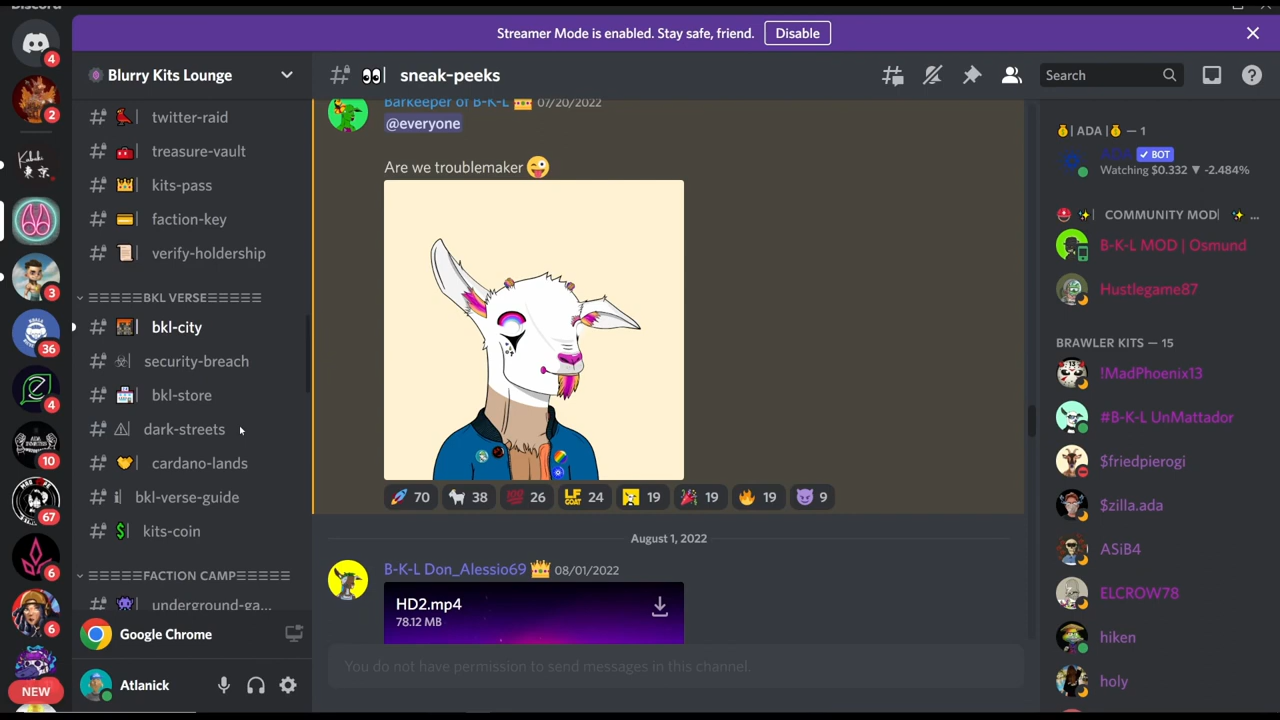 Discord
Streamer Mode is enabled. Stay safe, friend.
Disable
4
2
3
36
4
10
67
6
6
NEW
Blurry Kits Lounge
twitter-raid
treasure-vault
kits-pass
faction-key
verify-holdership
=====BKL VERSE=====
bkl-city
security-breach
bkl-store
dark-streets
cardano-lands
bkl-verse-guide
kits-coin
=====FACTION CAMP=====
underground-ga...
Google Chrome
Atlanick
sneak-peeks
Search
Barkeeper of B-K-L 07/20/2022
@everyone
Are we troublemaker
70 38 26 LF GOAT 24 19 19 19 9
August 1, 2022
B-K-L Don_Alessio69 08/01/2022
HD2.mp4
78.12 MB
You do not have permission to send messages in this channel.
| ADA | — 1
ADA BOT
Watching $0.332 ▼ -2.484%
| COMMUNITY MOD| ...
B-K-L MOD | Osmund
Hustlegame87
BRAWLER KITS — 15
!MadPhoenix13
#B-K-L UnMattador
$friedpierogi
$zilla.ada
ASiB4
ELCROW78
hiken
holy